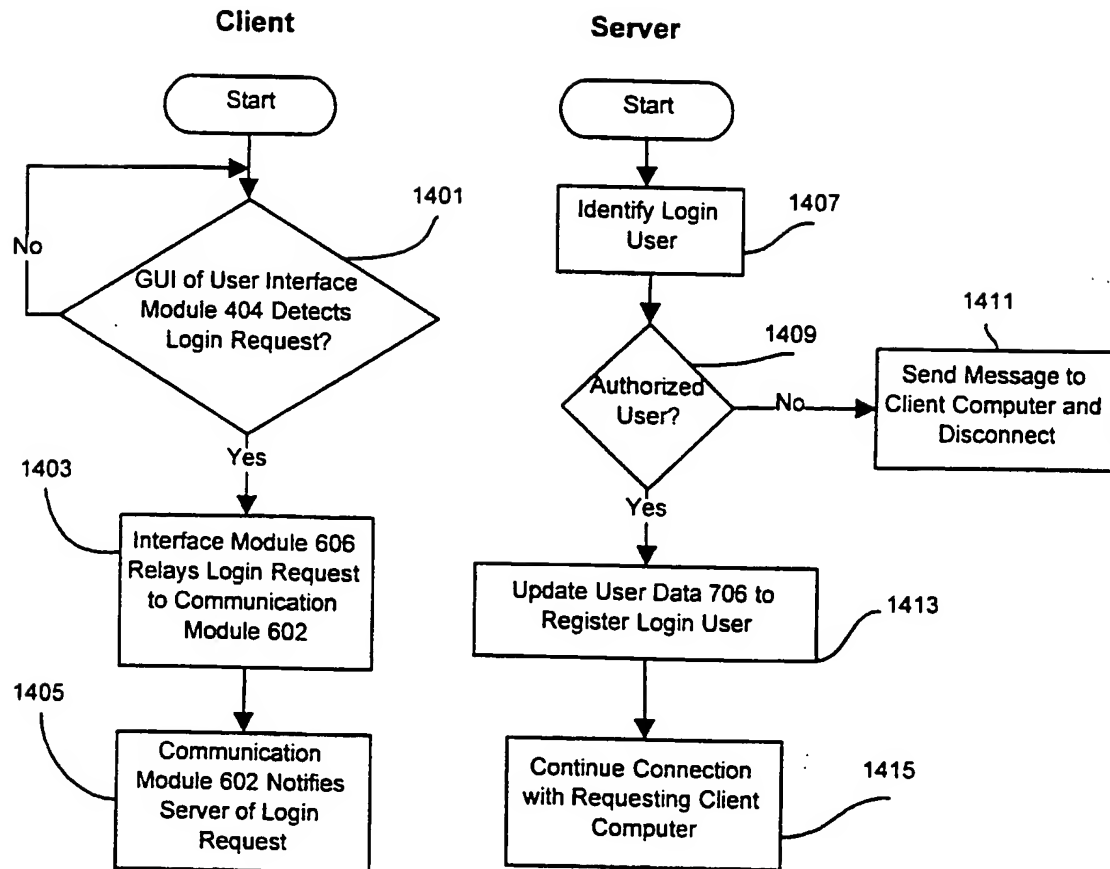 Client
Start
1401
No
GUI of User Interface
Module 404 Detects
Login Request?
Yes
1403
Interface Module 606
Relays Login Request
to Communication
Module 602
1405
Communication
Module 602 Notifies
Server of Login
Request
Server
Start
1407
Identify Login
User
1409
Authorized
User?
No
1411
Send Message to
Client Computer and
Disconnect
Yes
Update User Data 706 to
Register Login User
1413
Continue Connection
with Requesting Client
Computer
1415